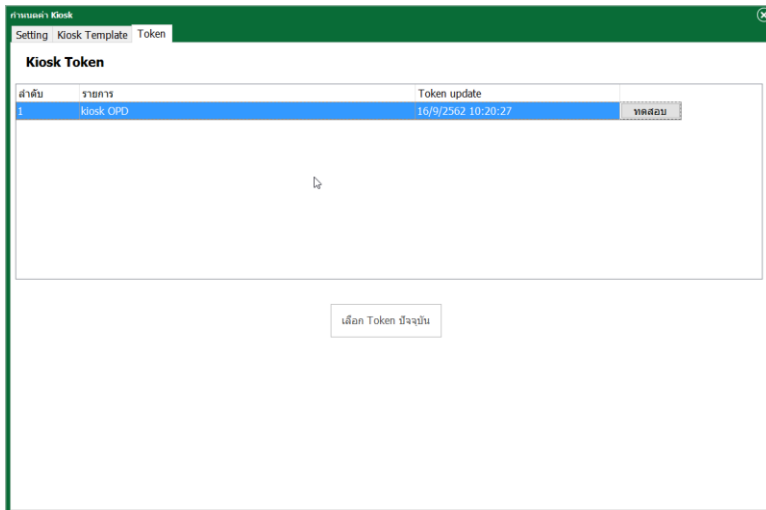 กำหนดค่า Kiosk
Setting Kiosk Template Token
Kiosk Token
ลำดับ รายการ Token update
1 kiosk OPD 16/9/2562 10:20:27 ทดสอบ
เลือก Token ปัจจุบัน